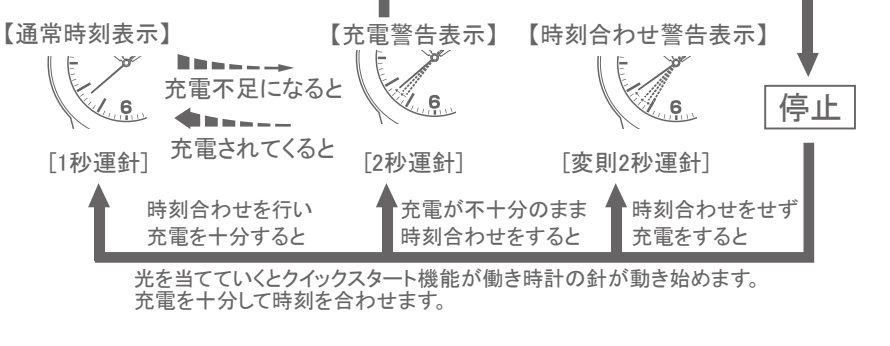 【通常時刻表示】
【充電警告表示】
【時刻合わせ警告表示】
充電不足になると
充電されてくると
6
6
6
停止
[1秒運針]
[2秒運針]
[変則2秒運針]
時刻合わせを行い
充電を十分すると
充電が不十分のまま
時刻合わせをすると
時刻合わせをせず
充電をすると
光を当てていくとクイックスタート機能が働き時計の針が動き始めます。
充電を十分して時刻を合わせます。